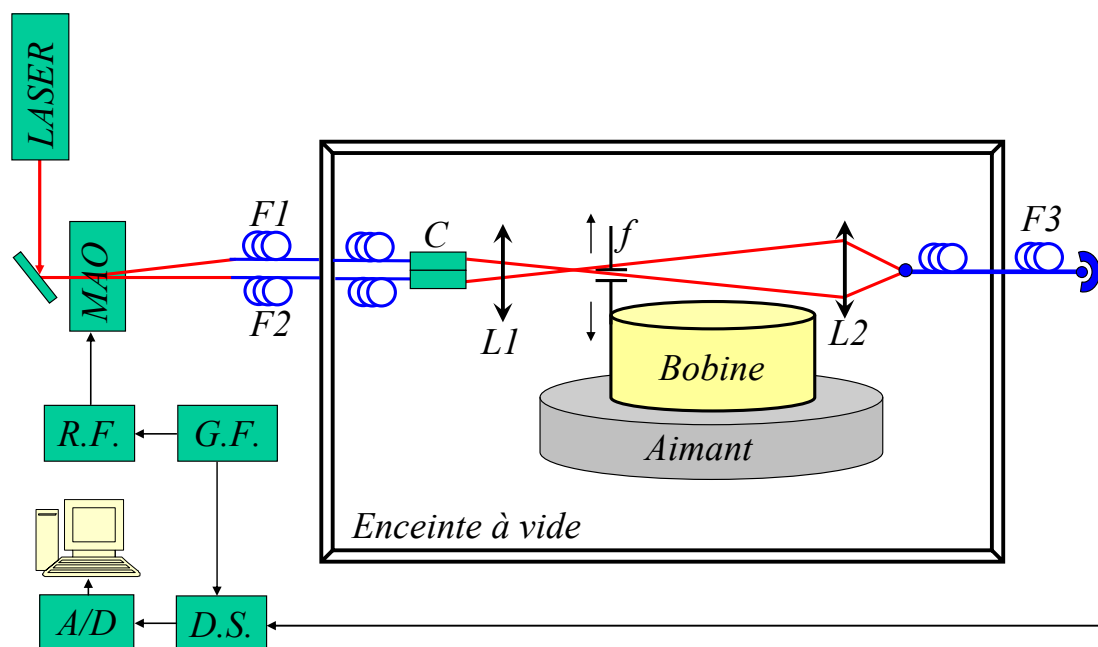 LASER
MAO
F1
F2
C
L1
f
L2
F3
Bobine
Aimant
R.F.
G.F.
Enceinte à vide
A/D
D.S.